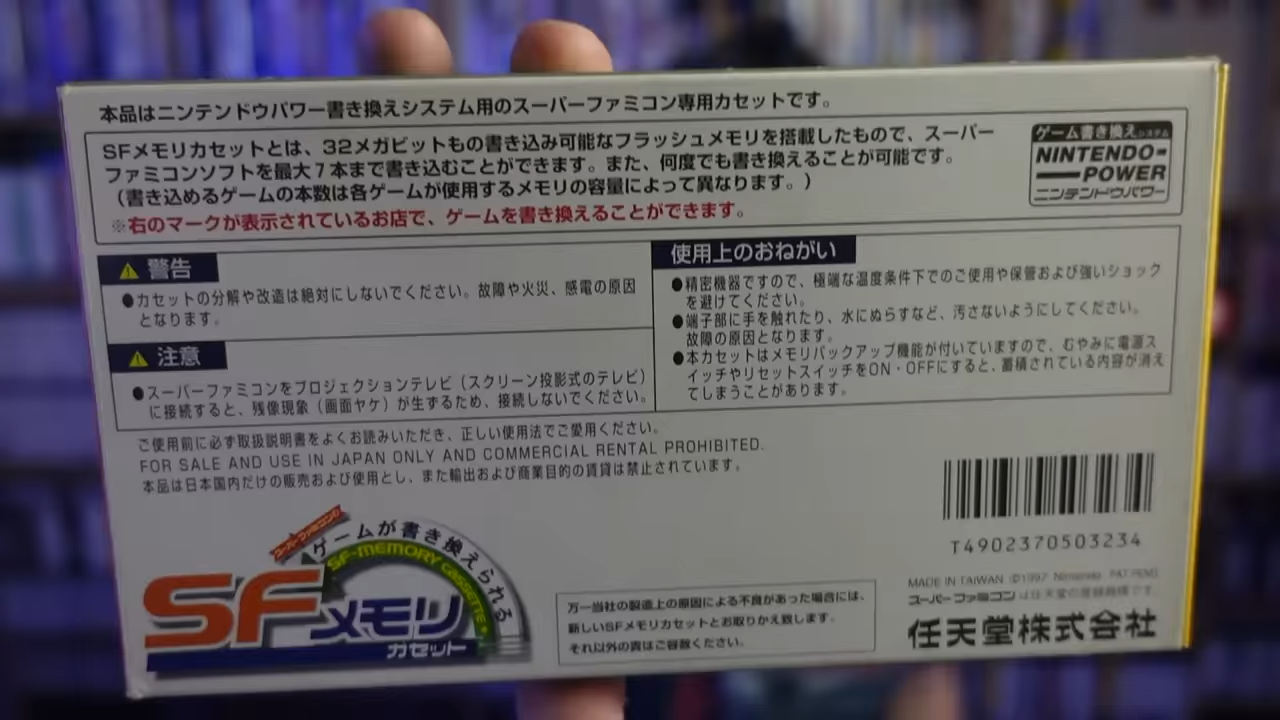 本品はニンテンドウパワー書き換えシステム用のスーパーファミコン専用カセットです。
SFメモリカセットとは、32メガビットもの書き込み可能なフラッシュメモリを搭載したもので、スーパー
ファミコンソフトを最大7本まで書き込むことができます。また、何度でも書き換えることが可能です。
(書き込めるゲームの本数は各ゲームが使用するメモリの容量によって異なります。)
※右のマークが表示されているお店で、ゲームを書き換えることができます。
ゲーム書き換えシステム
NINTENDO
POWER
ニンテンドウパワー
警告
●カセットの分解や改造は絶対にしないでください。故障や火災、感電の原因
となります。
注意
●スーパーファミコンをプロジェクションテレビ(スクリーン投影式のテレビ)
に接続すると、残像現象(画面ヤケ)が生ずるため、接続しないでください。
使用上のおねがい
●精密機器ですので、極端な温度条件下でのご使用や保管および強いショック
を避けてください。
●端子部に手を触れたり、水にぬらすなど、汚さないようにしてください。
故障の原因となります。
●本カセットはメモリバックアップ機能が付いていますので、むやみに電源ス
イッチやリセットスイッチをON・OFFにすると、蓄積されている内容が消え
てしまうことがあります。
ご使用前に必ず取扱説明書をよくお読みいただき、正しい使用法でご愛用ください。
FOR SALE AND USE IN JAPAN ONLY AND COMMERCIAL RENTAL PROHIBITED.
本品は日本国内だけの販売および使用とし、また輸出および商業目的の賃貸は禁止されています。
スーパーファミコンの
ゲームが書き換えられる
SF-MEMORY CASSETTE
SFメモリ
カセット
万一当社の製造上の原因による不良があった場合には、
新しいSFメモリカセットとお取りかえ致します。
それ以外の責はご容赦ください。
T4902370503234
MADE IN TAIWAN ©1997 Nintendo PAT.PEND
スーパーファミコンは任天堂の登録商標です。
任天堂株式会社